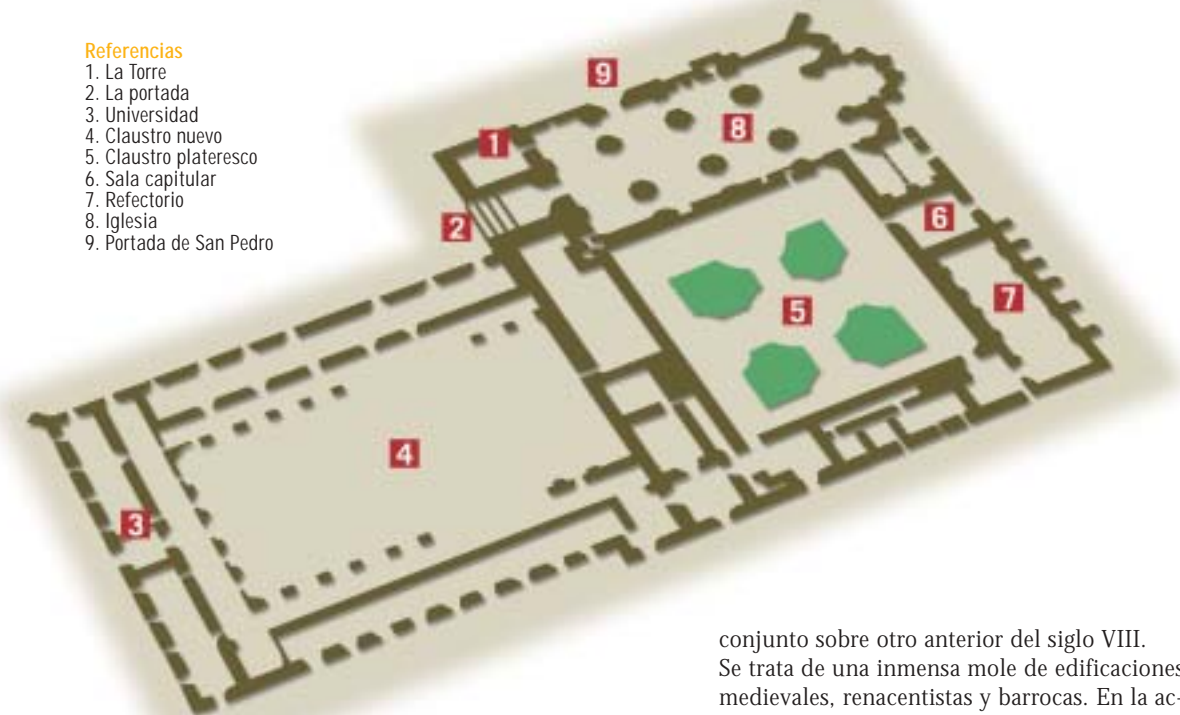 Referencias
1. La Torre
2. La portada
3. Universidad
4. Claustro nuevo
5. Claustro plateresco
6. Sala capitular
7. Refectorio
8. Iglesia
9. Portada de San Pedro
9
1
8
2
6
7
5
4
3
conjunto sobre otro anterior del siglo VIII.
Se trata de una inmensa mole de edificaciones
medievales, renacentistas y barrocas. En la ac-